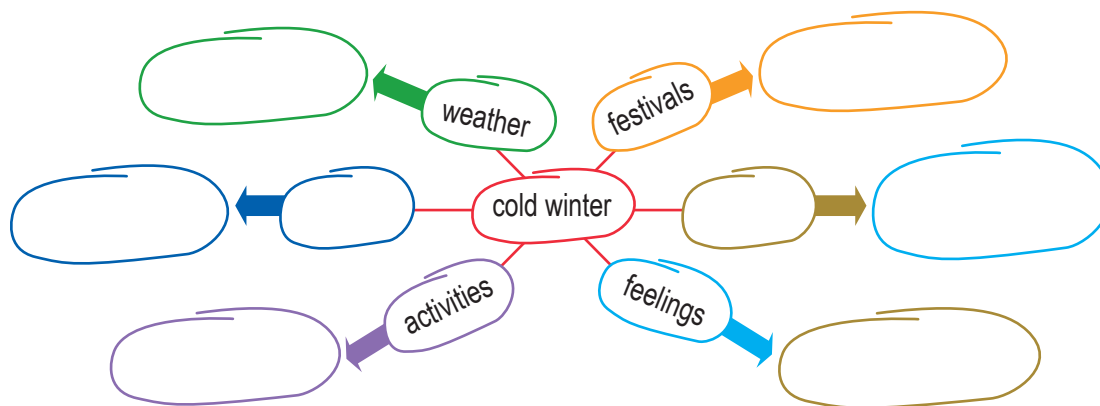 weather
festivals
cold winter
activities
feelings